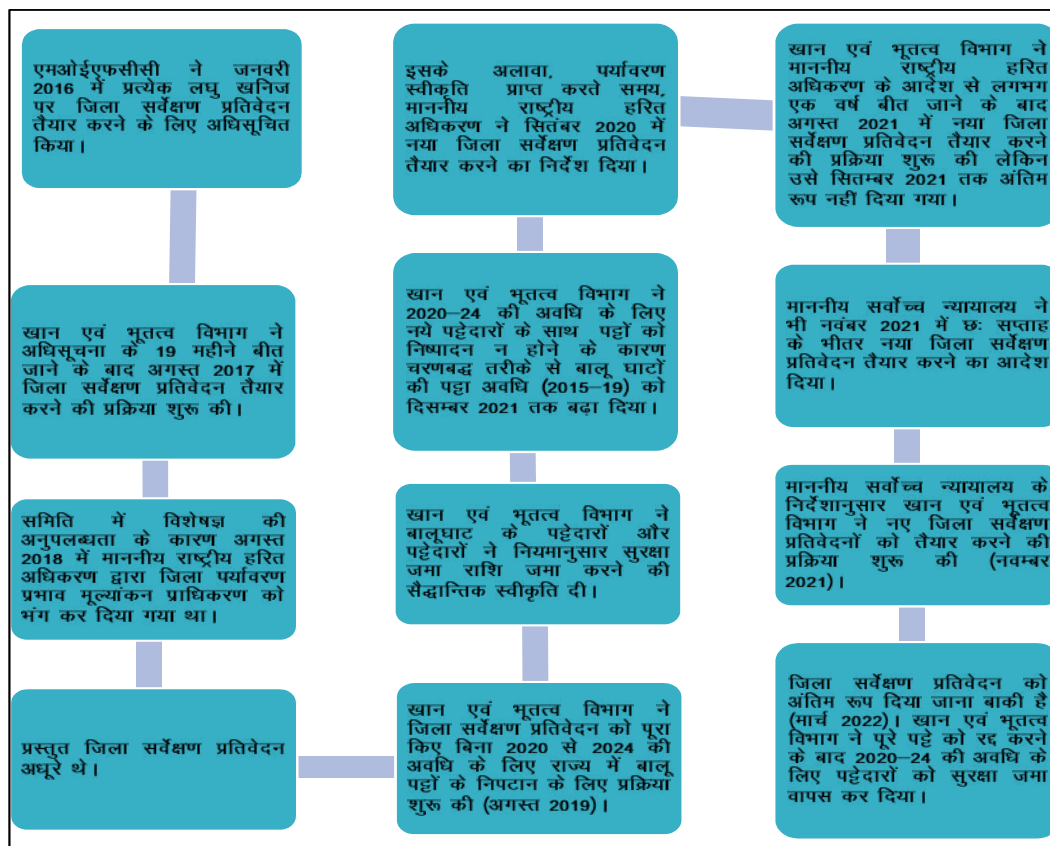 एमओईएफसीसी ने जनवरी
2016 में प्रत्येक लघु खनिज
पर जिला सर्वेक्षण प्रतिवेदन
तैयार करने के लिए अधिसूचित
किया।
खान एवं भूतत्व विभाग ने
अधिसूचना के 19 महीने बीत
जाने के बाद अगस्त 2017 में
जिला सर्वेक्षण प्रतिवेदन तैयार
करने की प्रक्रिया शुरू की।
समिति में विशेषज्ञ की
अनुपलब्धता के कारण अगस्त
2018 में माननीय राष्ट्रीय हरित
अधिकरण द्वारा जिला पर्यावरण
प्रभाव मूल्यांकन प्राधिकरण को
भंग कर दिया गया था।
प्रस्तुत जिला सर्वेक्षण प्रतिवेदन
अधूरे थे।
खान एवं भूतत्व विभाग ने
जिला सर्वेक्षण प्रतिवेदन को पूरा
किए बिना 2020 से 2024 की
अवधि के लिए राज्य में बालू
पट्टों के निपटान के लिए प्रक्रिया
शुरू की (अगस्त 2019)।
खान एवं भूतत्व विभाग ने
बालूघाट के पट्टेदारों और
पट्टेदारों ने नियमानुसार सुरक्षा
जमा राशि जमा करने की
सैद्धान्तिक स्वीकृति दी।
खान एवं भूतत्व विभाग ने
2020–24 की अवधि के लिए
नये पट्टेदारों के साथ पट्टों को
निष्पादन न होने के कारण
चरणबद्ध तरीके से बालू घाटों
की पट्टा अवधि (2015–19) को
दिसम्बर 2021 तक बढ़ा दिया।
इसके अलावा, पर्यावरण
स्वीकृति प्राप्त करते समय,
माननीय राष्ट्रीय हरित
अधिकरण ने सितंबर 2020 में
नया जिला सर्वेक्षण प्रतिवेदन
तैयार करने का निर्देश दिया।
खान एवं भूतत्व विभाग ने
माननीय राष्ट्रीय हरित
अधिकरण के आदेश से लगभग
एक वर्ष बीत जाने के बाद
अगस्त 2021 में नया जिला
सर्वेक्षण प्रतिवेदन तैयार करने
की प्रक्रिया शुरू की लेकिन
उसे सितम्बर 2021 तक अंतिम
रूप नहीं दिया गया।
माननीय सर्वोच्च न्यायालय ने
भी नवंबर 2021 में छः सप्ताह
के भीतर नया जिला सर्वेक्षण
प्रतिवेदन तैयार करने का आदेश
दिया।
माननीय सर्वोच्च न्यायालय के
निर्देशानुसार खान एवं भूतत्व
विभाग ने नए जिला सर्वेक्षण
प्रतिवेदनों को तैयार करने की
प्रक्रिया शुरू की (नवम्बर
2021)।
जिला सर्वेक्षण प्रतिवेदन को
अंतिम रूप दिया जाना बाकी है
(मार्च 2022)। खान एवं भूतत्व
विभाग ने पूरे पट्टे को रद्द करने
के बाद 2020–24 की अवधि के
लिए पट्टेदारों को सुरक्षा जमा
वापस कर दिया।